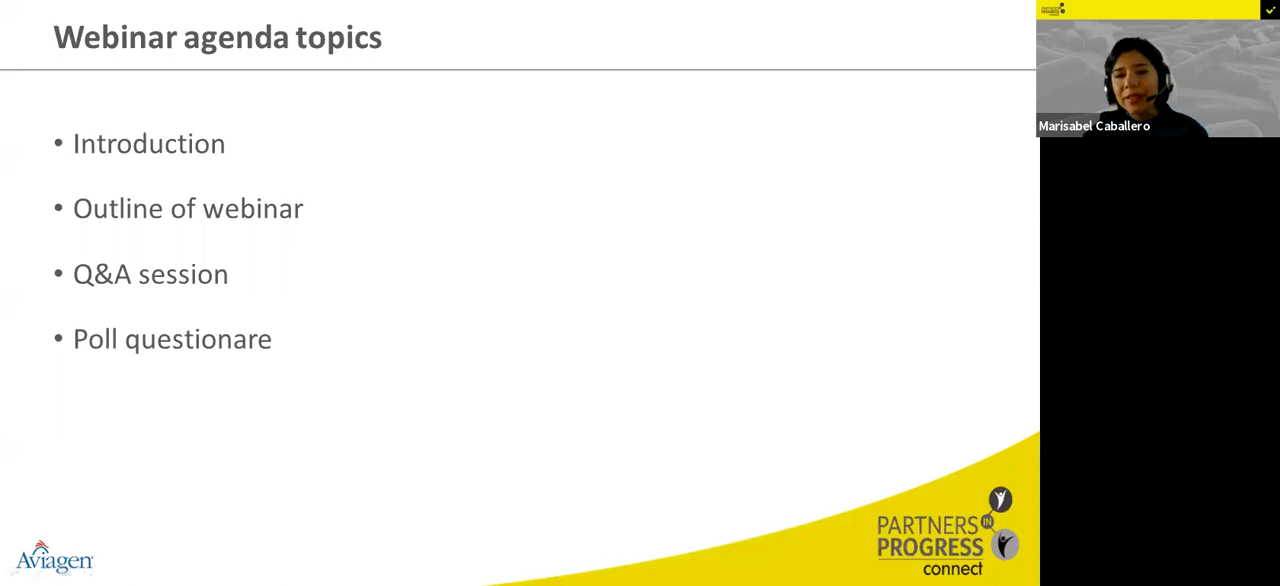 Webinar agenda topics
• Introduction
• Outline of webinar
• Q&A session
• Poll questionare
Marisabel Caballero
Aviagen
PARTNERS IN
PROGRESS
connect